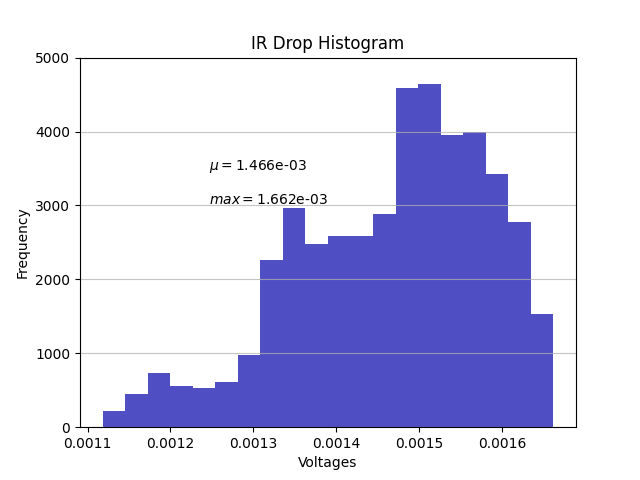 IR Drop Histogram
5000
4000
3000
2000
1000
0
Frequency
μ = 1.466e-03
max = 1.662e-03
0.0011 0.0012 0.0013 0.0014 0.0015 0.0016
Voltages